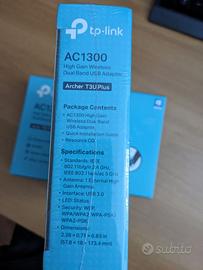 tp-link
AC1300
High Gain Wireless
Dual Band USB Adapter
Archer T3U Plus
Package Contents
• AC1300 High Gain
Wireless Dual Band
USB Adapter
• Quick Installation Guide
• Resource CD
Specifications
• Standards: IEEE
802.11b/g/n 2.4 GHz,
IEEE 802.11a/n/ac 5 GHz
• Antenna: 1 External High
Gain Antenna
• Interface: USB 3.0
• LED: Status
• Security: WEP,
WPA/WPA2, WPA-PSK/
WPA2-PSK
• Dimensions:
AC1
Subito